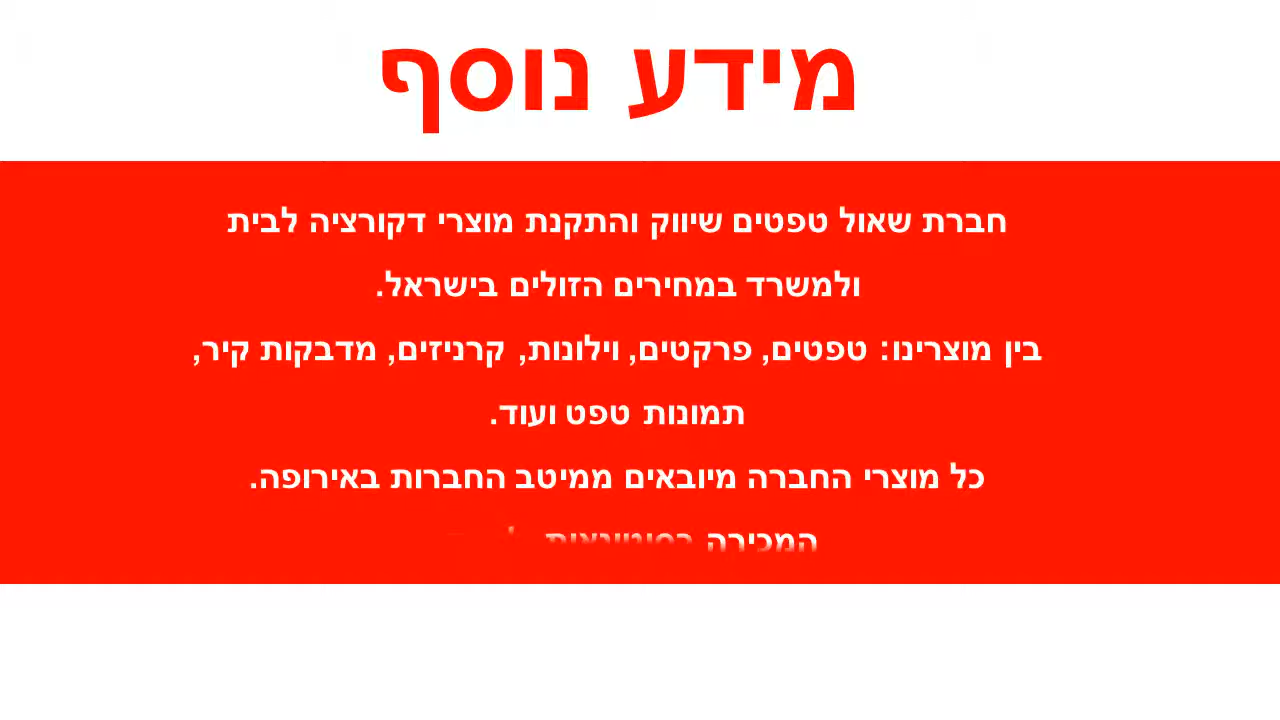 מידע נוסף
חברת שאול טפטים שיווק והתקנת מוצרי דקורציה לבית
ולמשרד במחירים הזולים בישראל.
בין מוצרינו: טפטים, פרקטים, וילונות, קרניזים, מדבקות קיר,
תמונות טפט ועוד.
כל מוצרי החברה מיובאים ממיטב החברות באירופה.
המכירה